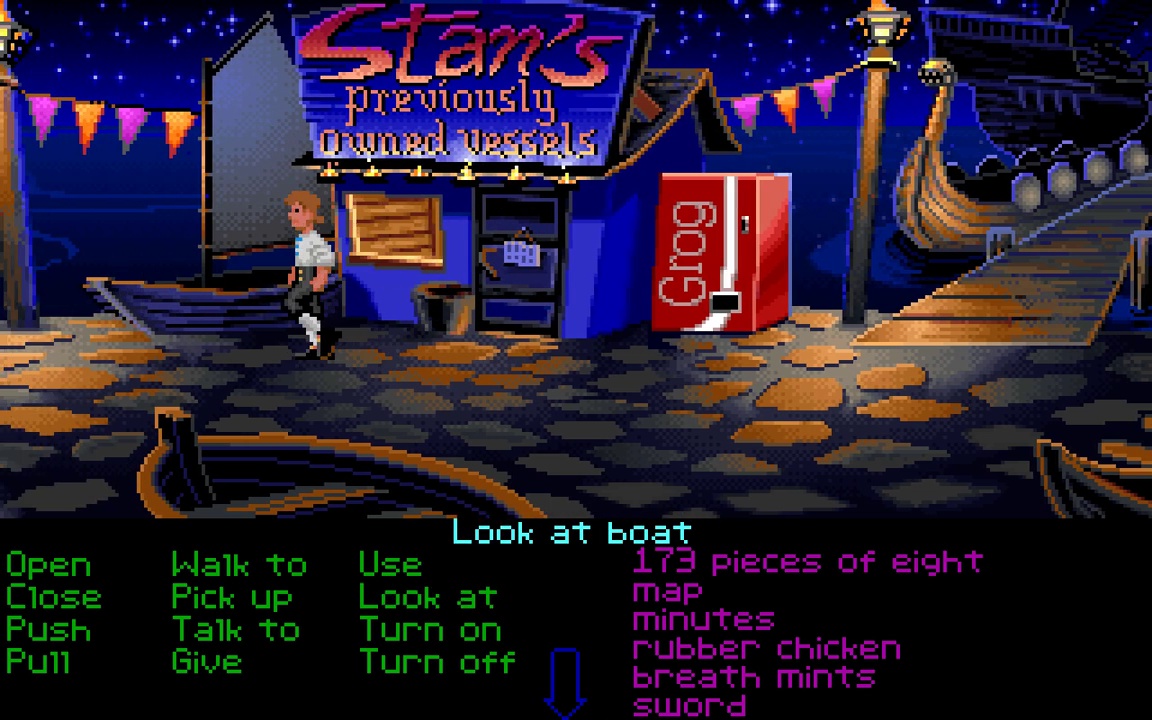 Stan's
previously
owned vessels
Grog
Look at boat
Open Walk to Use
Close Pick up Look at
Push Talk to Turn on
Pull Give Turn off
173 pieces of eight
map
minutes
rubber chicken
breath mints
sword